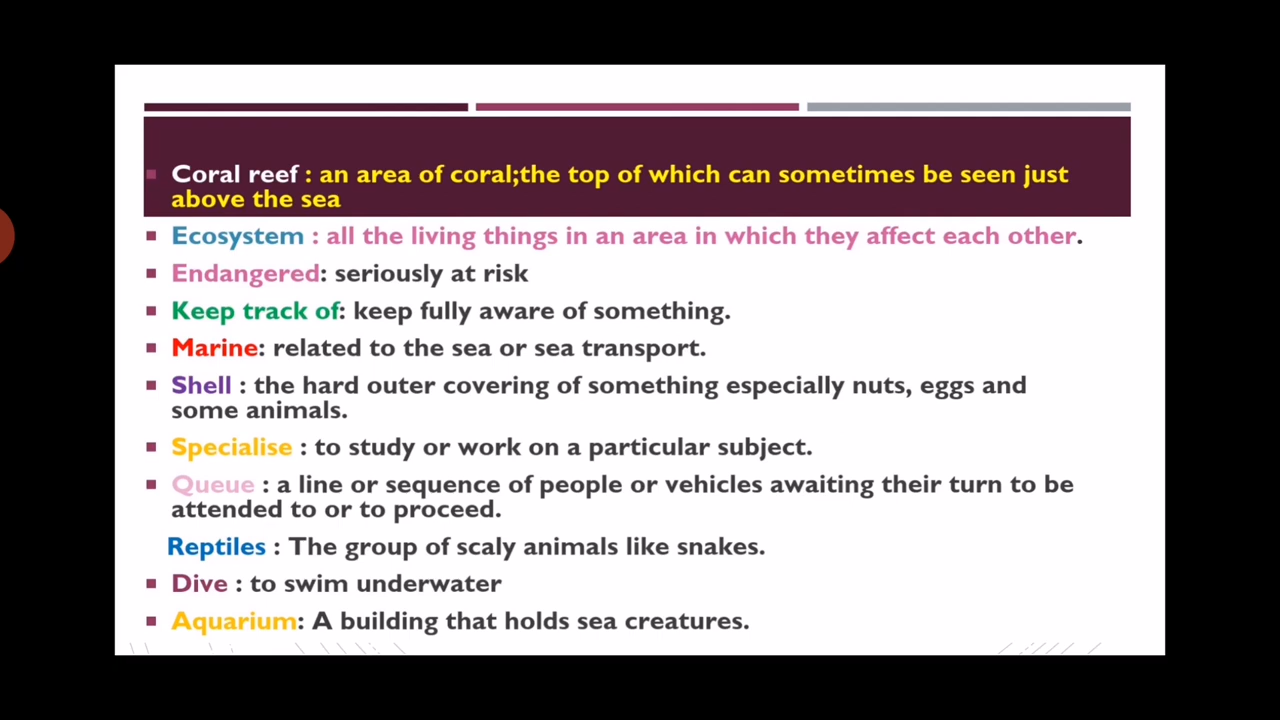 Coral reef : an area of coral;the top of which can sometimes be seen just
above the sea
Ecosystem : all the living things in an area in which they affect each other.
Endangered: seriously at risk
Keep track of: keep fully aware of something.
Marine: related to the sea or sea transport.
Shell : the hard outer covering of something especially nuts, eggs and
some animals.
Specialise : to study or work on a particular subject.
Queue : a line or sequence of people or vehicles awaiting their turn to be
attended to or to proceed.
Reptiles : The group of scaly animals like snakes.
Dive : to swim underwater
Aquarium: A building that holds sea creatures.